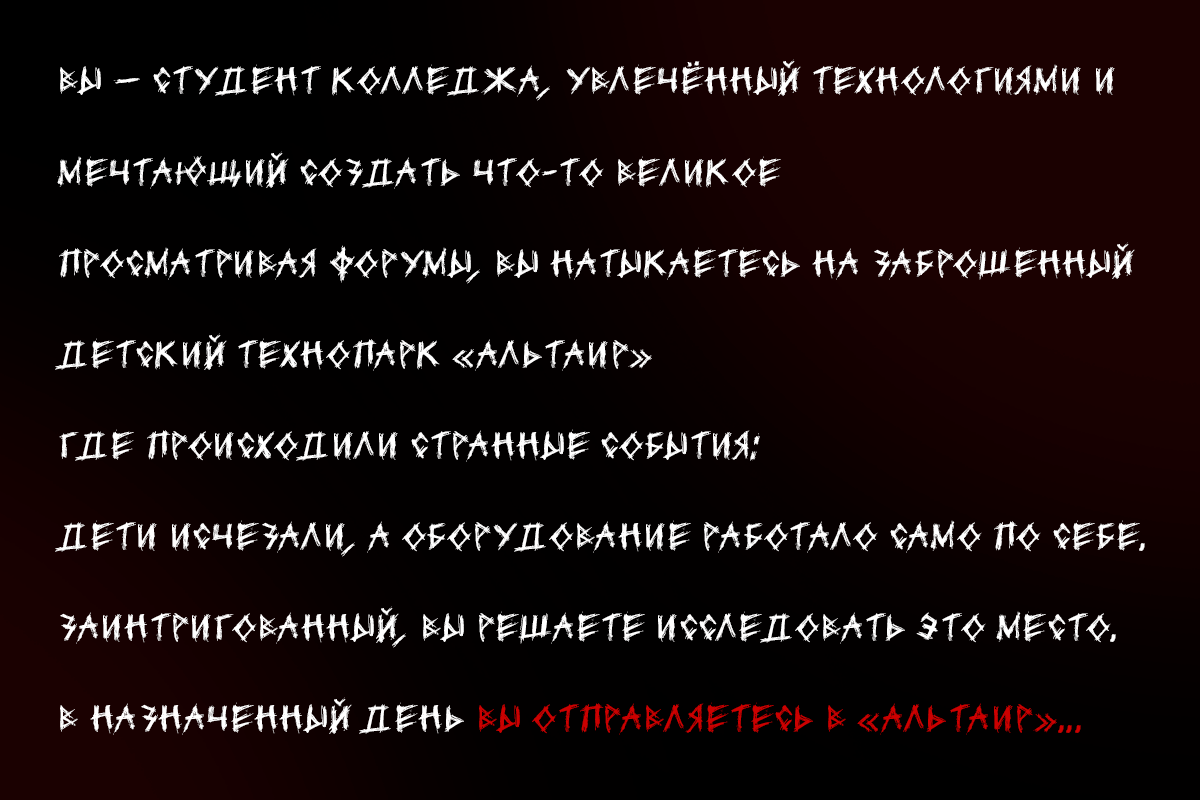 ВЫ – СТУДЕНТ КОЛЛЕДЖА, УВЛЕЧЁННЫЙ ТЕХНОЛОГИЯМИ И
МЕЧТАЮЩИЙ СОЗДАТЬ ЧТО-ТО ВЕЛИКОЕ
ПРОСМАТРИВАЯ ФОРУМЫ, ВЫ НАТЫКАЕТЕСЬ НА ЗАБРОШЕННЫЙ
ДЕТСКИЙ ТЕХНОПАРК «АЛЬТАИР»
ГДЕ ПРОИСХОДИЛИ СТРАННЫЕ СОБЫТИЯ:
ДЕТИ ИСЧЕЗАЛИ, А ОБОРУДОВАНИЕ РАБОТАЛО САМО ПО СЕБЕ.
ЗАИНТРИГОВАННЫЙ, ВЫ РЕШАЕТЕ ИССЛЕДОВАТЬ ЭТО МЕСТО.
В НАЗНАЧЕННЫЙ ДЕНЬ ВЫ ОТПРАВЛЯЕТЕСЬ В «АЛЬТАИР»...